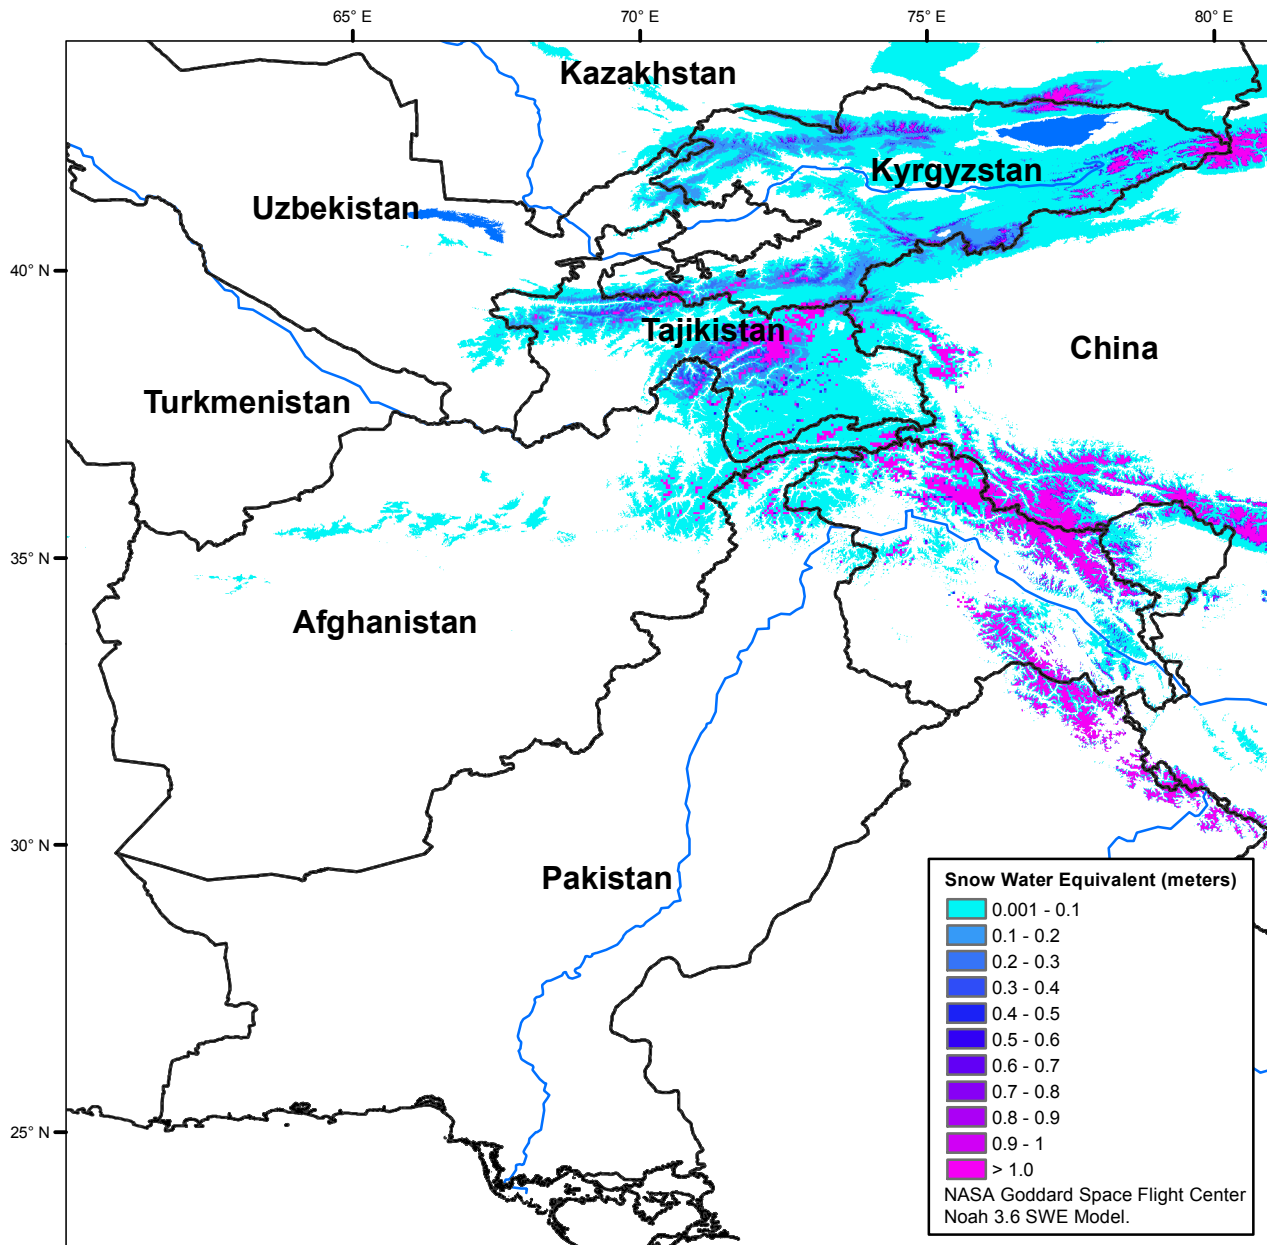 65° E
70° E
75° E
80° E
Kazakhstan
Kyrgyzstan
Uzbekistan
40° N
Tajikistan
China
Turkmenistan
35° N
Afghanistan
30° N
Pakistan
Snow Water Equivalent (meters)
0.001 - 0.1
0.1 - 0.2
0.2 - 0.3
0.3 - 0.4
0.4 - 0.5
0.5 - 0.6
0.6 - 0.7
0.7 - 0.8
0.8 - 0.9
0.9 - 1
> 1.0
NASA Goddard Space Flight Center
Noah 3.6 SWE Model.
25° N